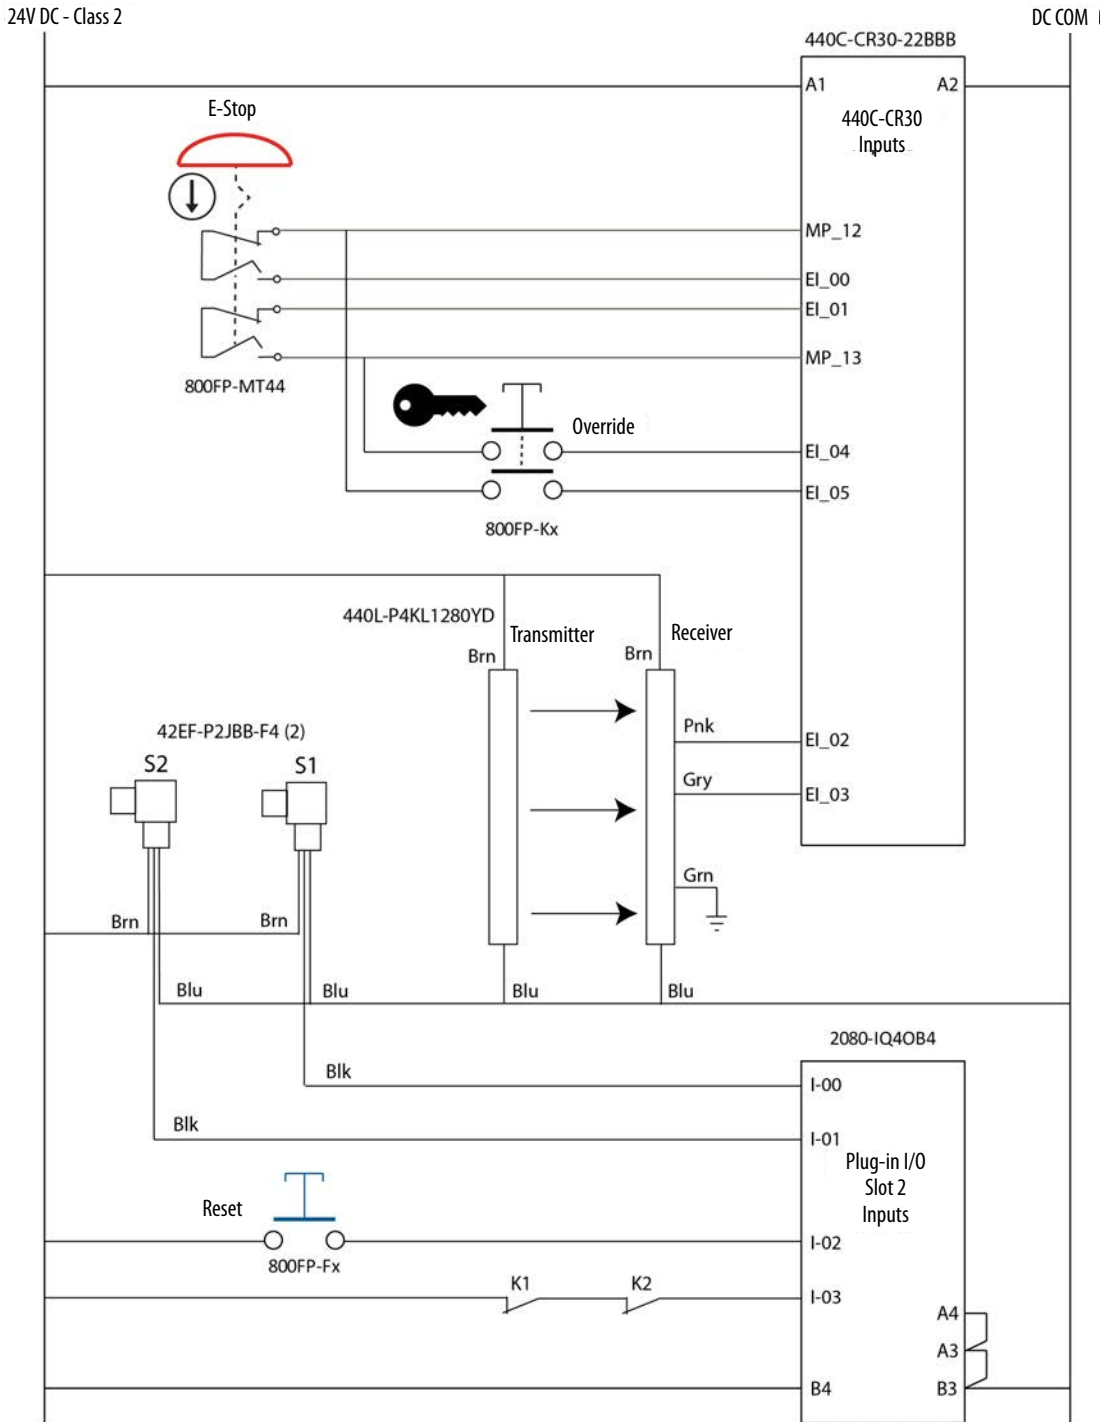 24V DC - Class 2
DC COM
440C-CR30-22BBB
A1
A2
E-Stop
440C-CR30
Inputs
MP_12
EI_00
EI_01
MP_13
800FP-MT44
Override
EI_04
EI_05
800FP-Kx
440L-P4KL1280YD
Transmitter
Receiver
Brn
Brn
Pnk
EI_02
42EF-P2JBB-F4 (2)
S2
S1
Gry
EI_03
Grn
Brn
Brn
Blu
Blu
Blu
Blu
2080-IQ4OB4
Blk
I-00
Blk
I-01
Plug-in I/O
Slot 2
Inputs
Reset
I-02
800FP-Fx
K1
K2
I-03
A4
A3
B4
B3